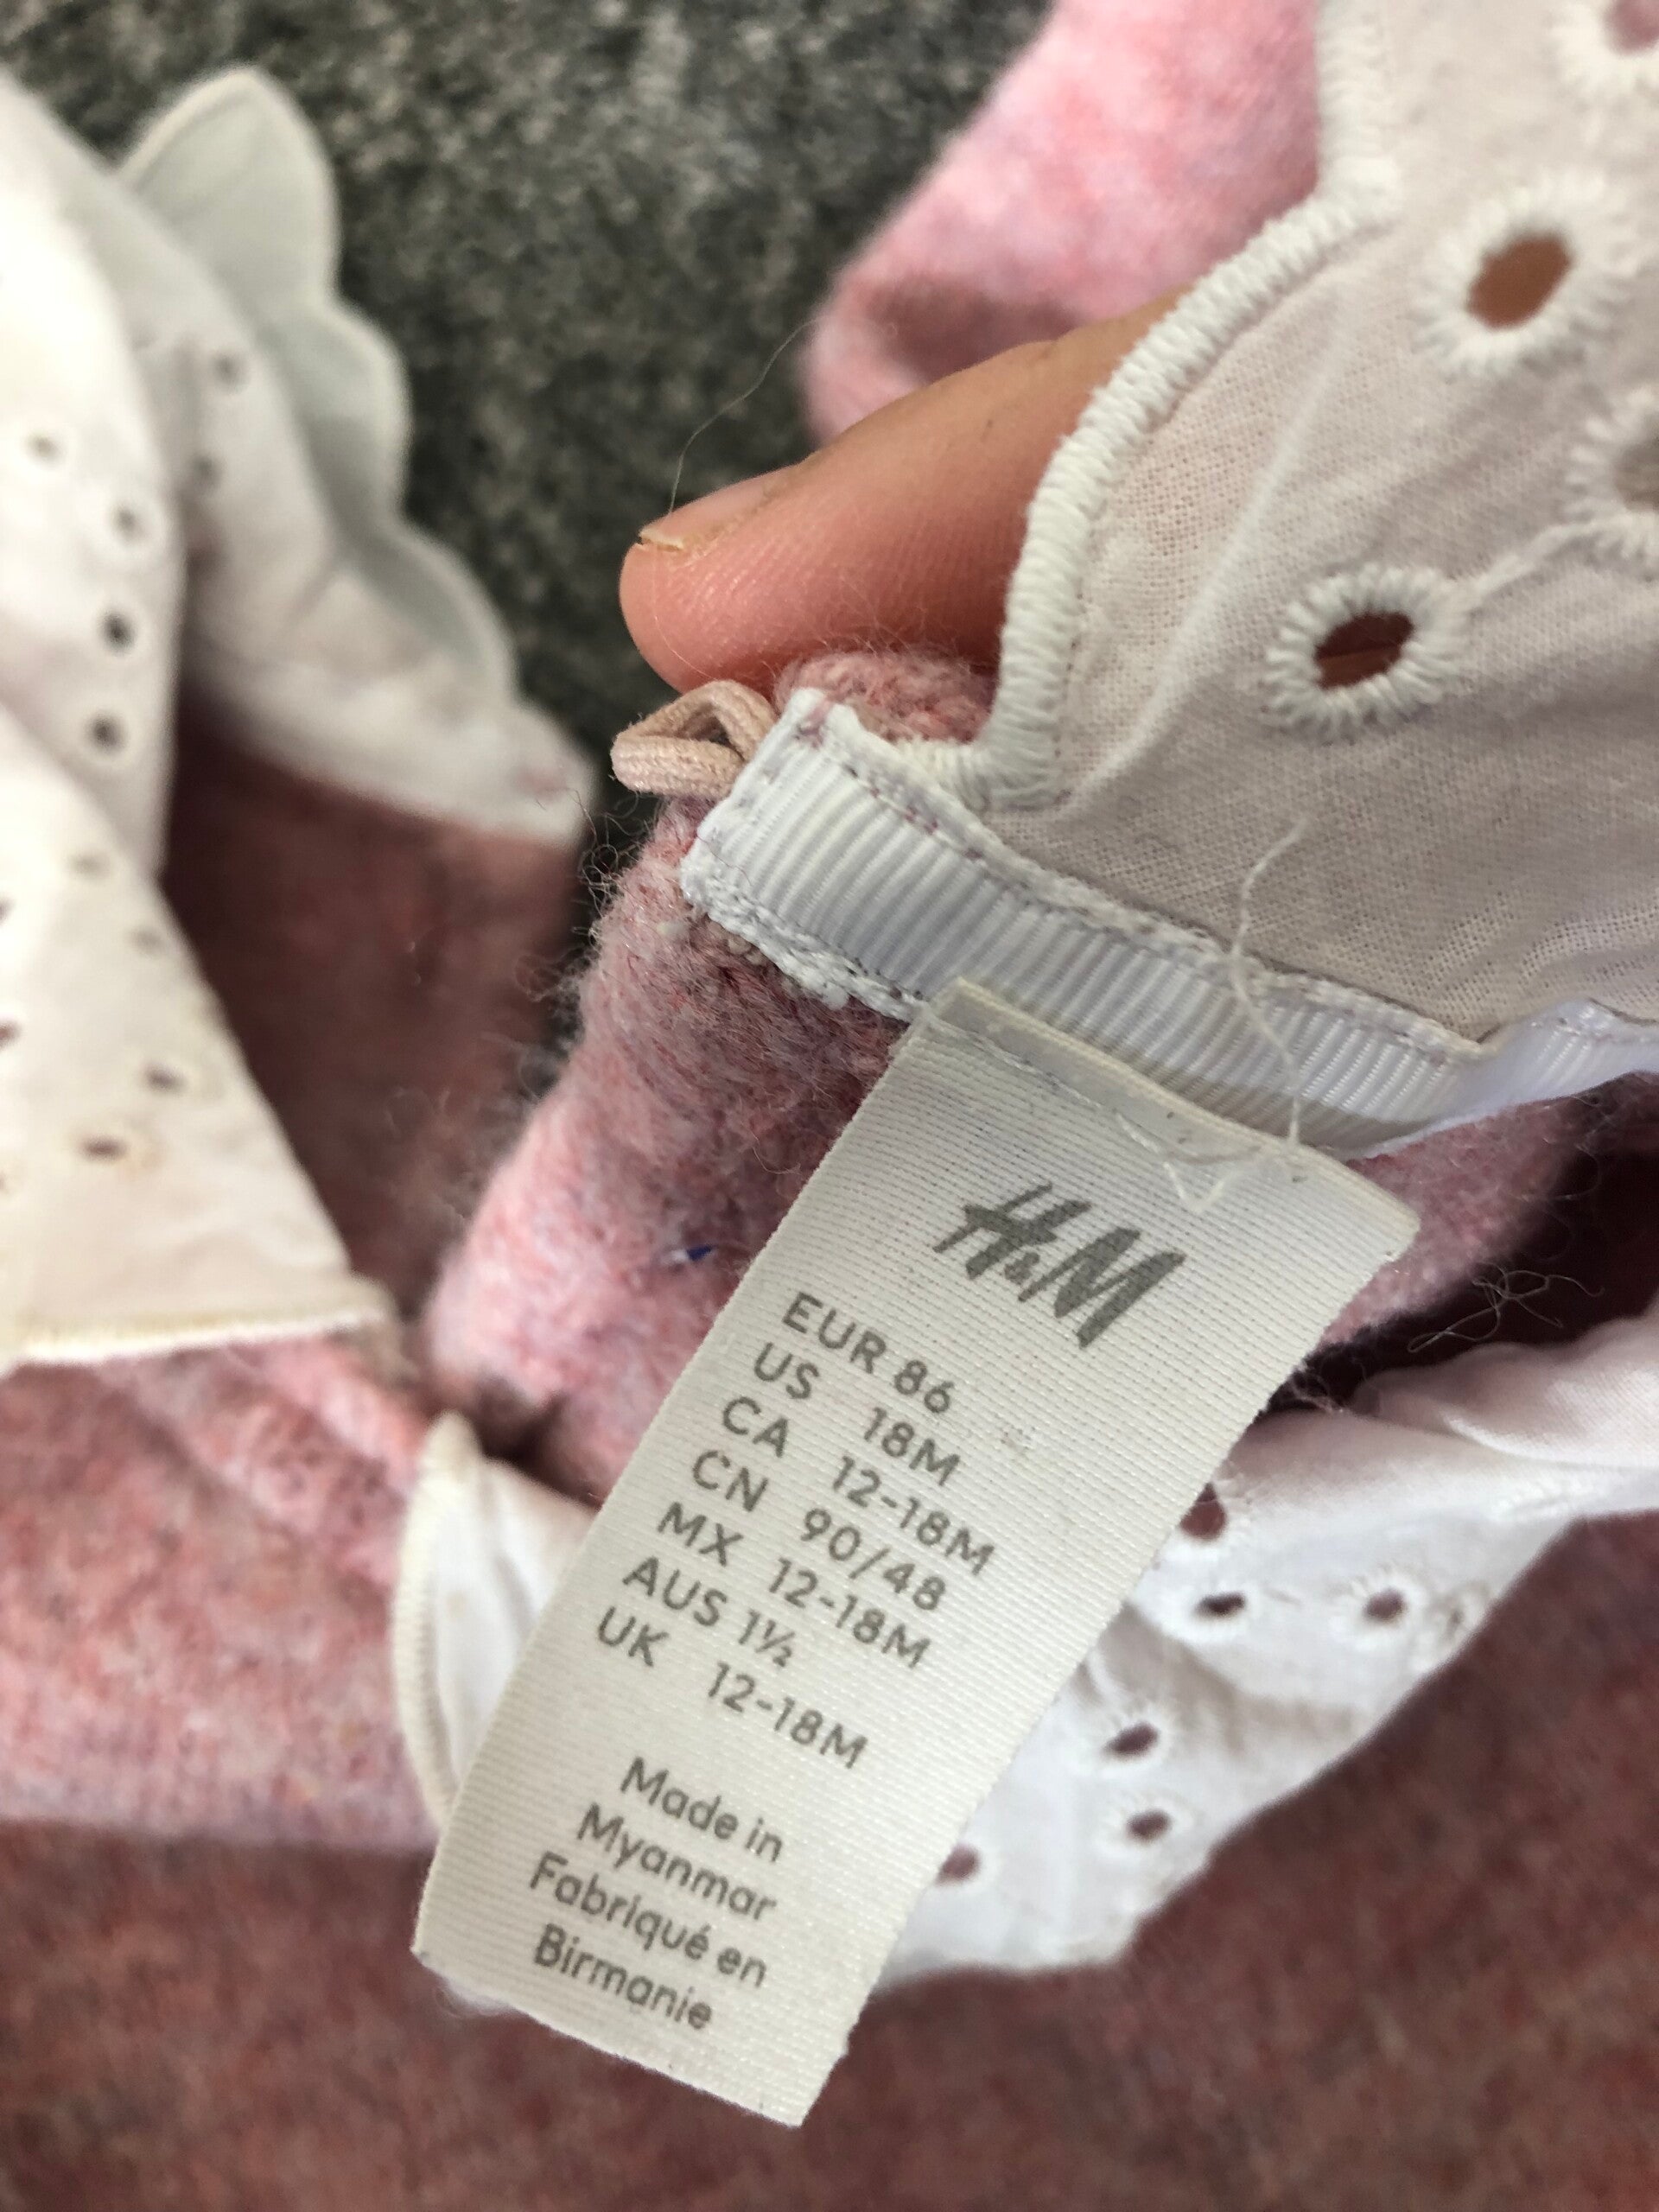 H&M
EUR 86
US 18M
CA 12-18M
CN 90/48
MX 12-18M
AUS 1½
UK 12-18M
Made in
Myanmar
Fabriqué en
Birmanie